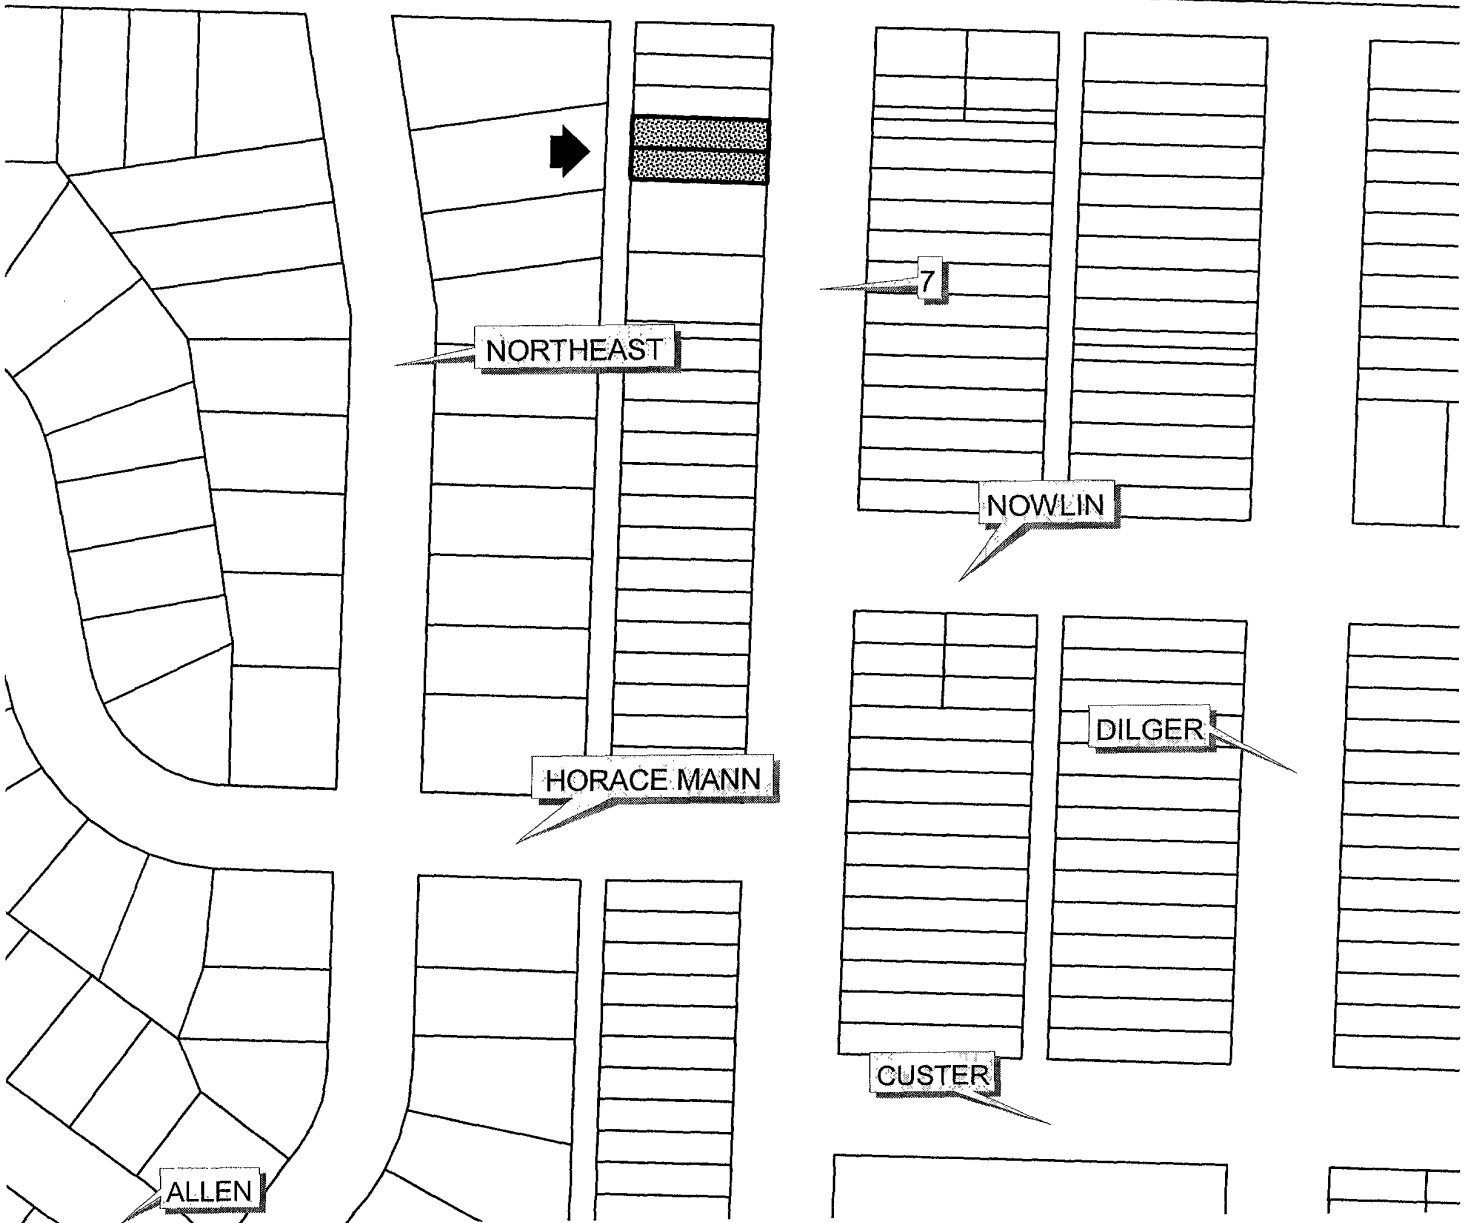 7
NORTHEAST
NOWLIN
DILGER
HORACE MANN
CUSTER
ALLEN